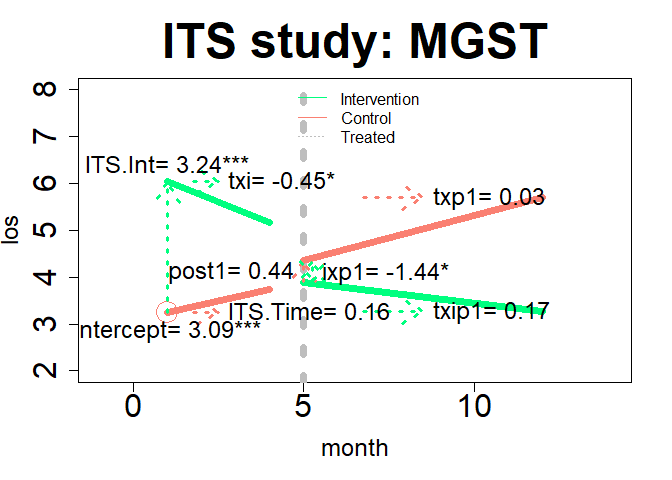 ITS study: MGST
los
8
7
6
5
4
3
2
Intervention
Control
Treated
ITS.Int= 3.24***
txi= -0.45*
txp1= 0.03
post1= 0.44
ixp1= -1.44*
ITS.Time= 0.16
txip1= 0.17
ntercept= 3.09***
0
5
10
month